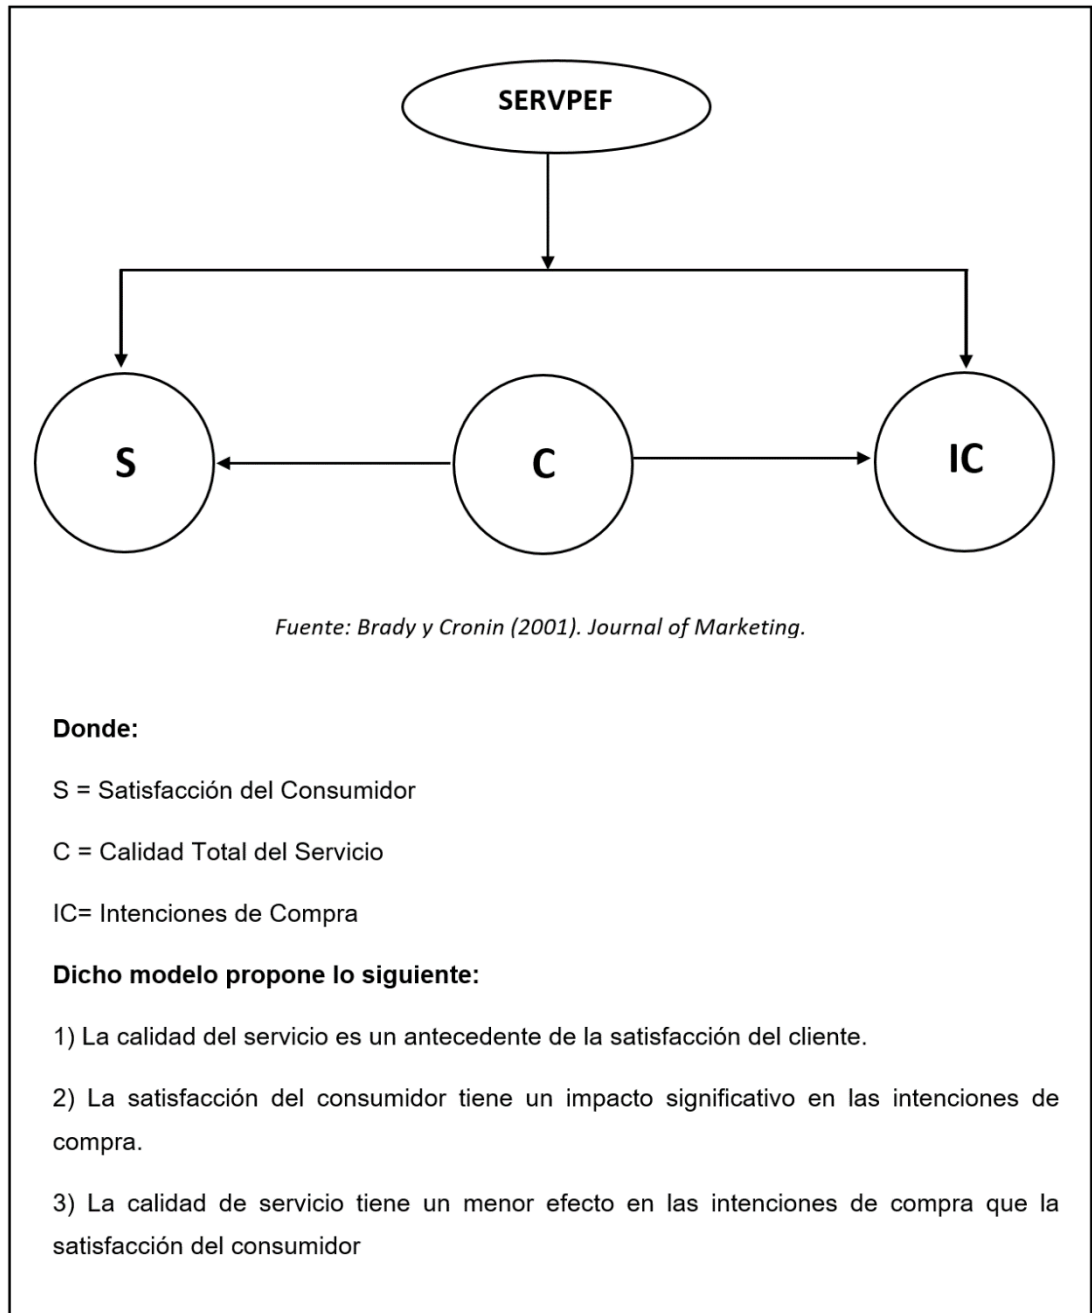 SERVPEF
S
C
IC
Fuente: Brady y Cronin (2001). Journal of Marketing.
Donde:
S = Satisfacción del Consumidor
C = Calidad Total del Servicio
IC= Intenciones de Compra
Dicho modelo propone lo siguiente:
1) La calidad del servicio es un antecedente de la satisfacción del cliente.
2) La satisfacción del consumidor tiene un impacto significativo en las intenciones de
compra.
3) La calidad de servicio tiene un menor efecto en las intenciones de compra que la
satisfacción del consumidor